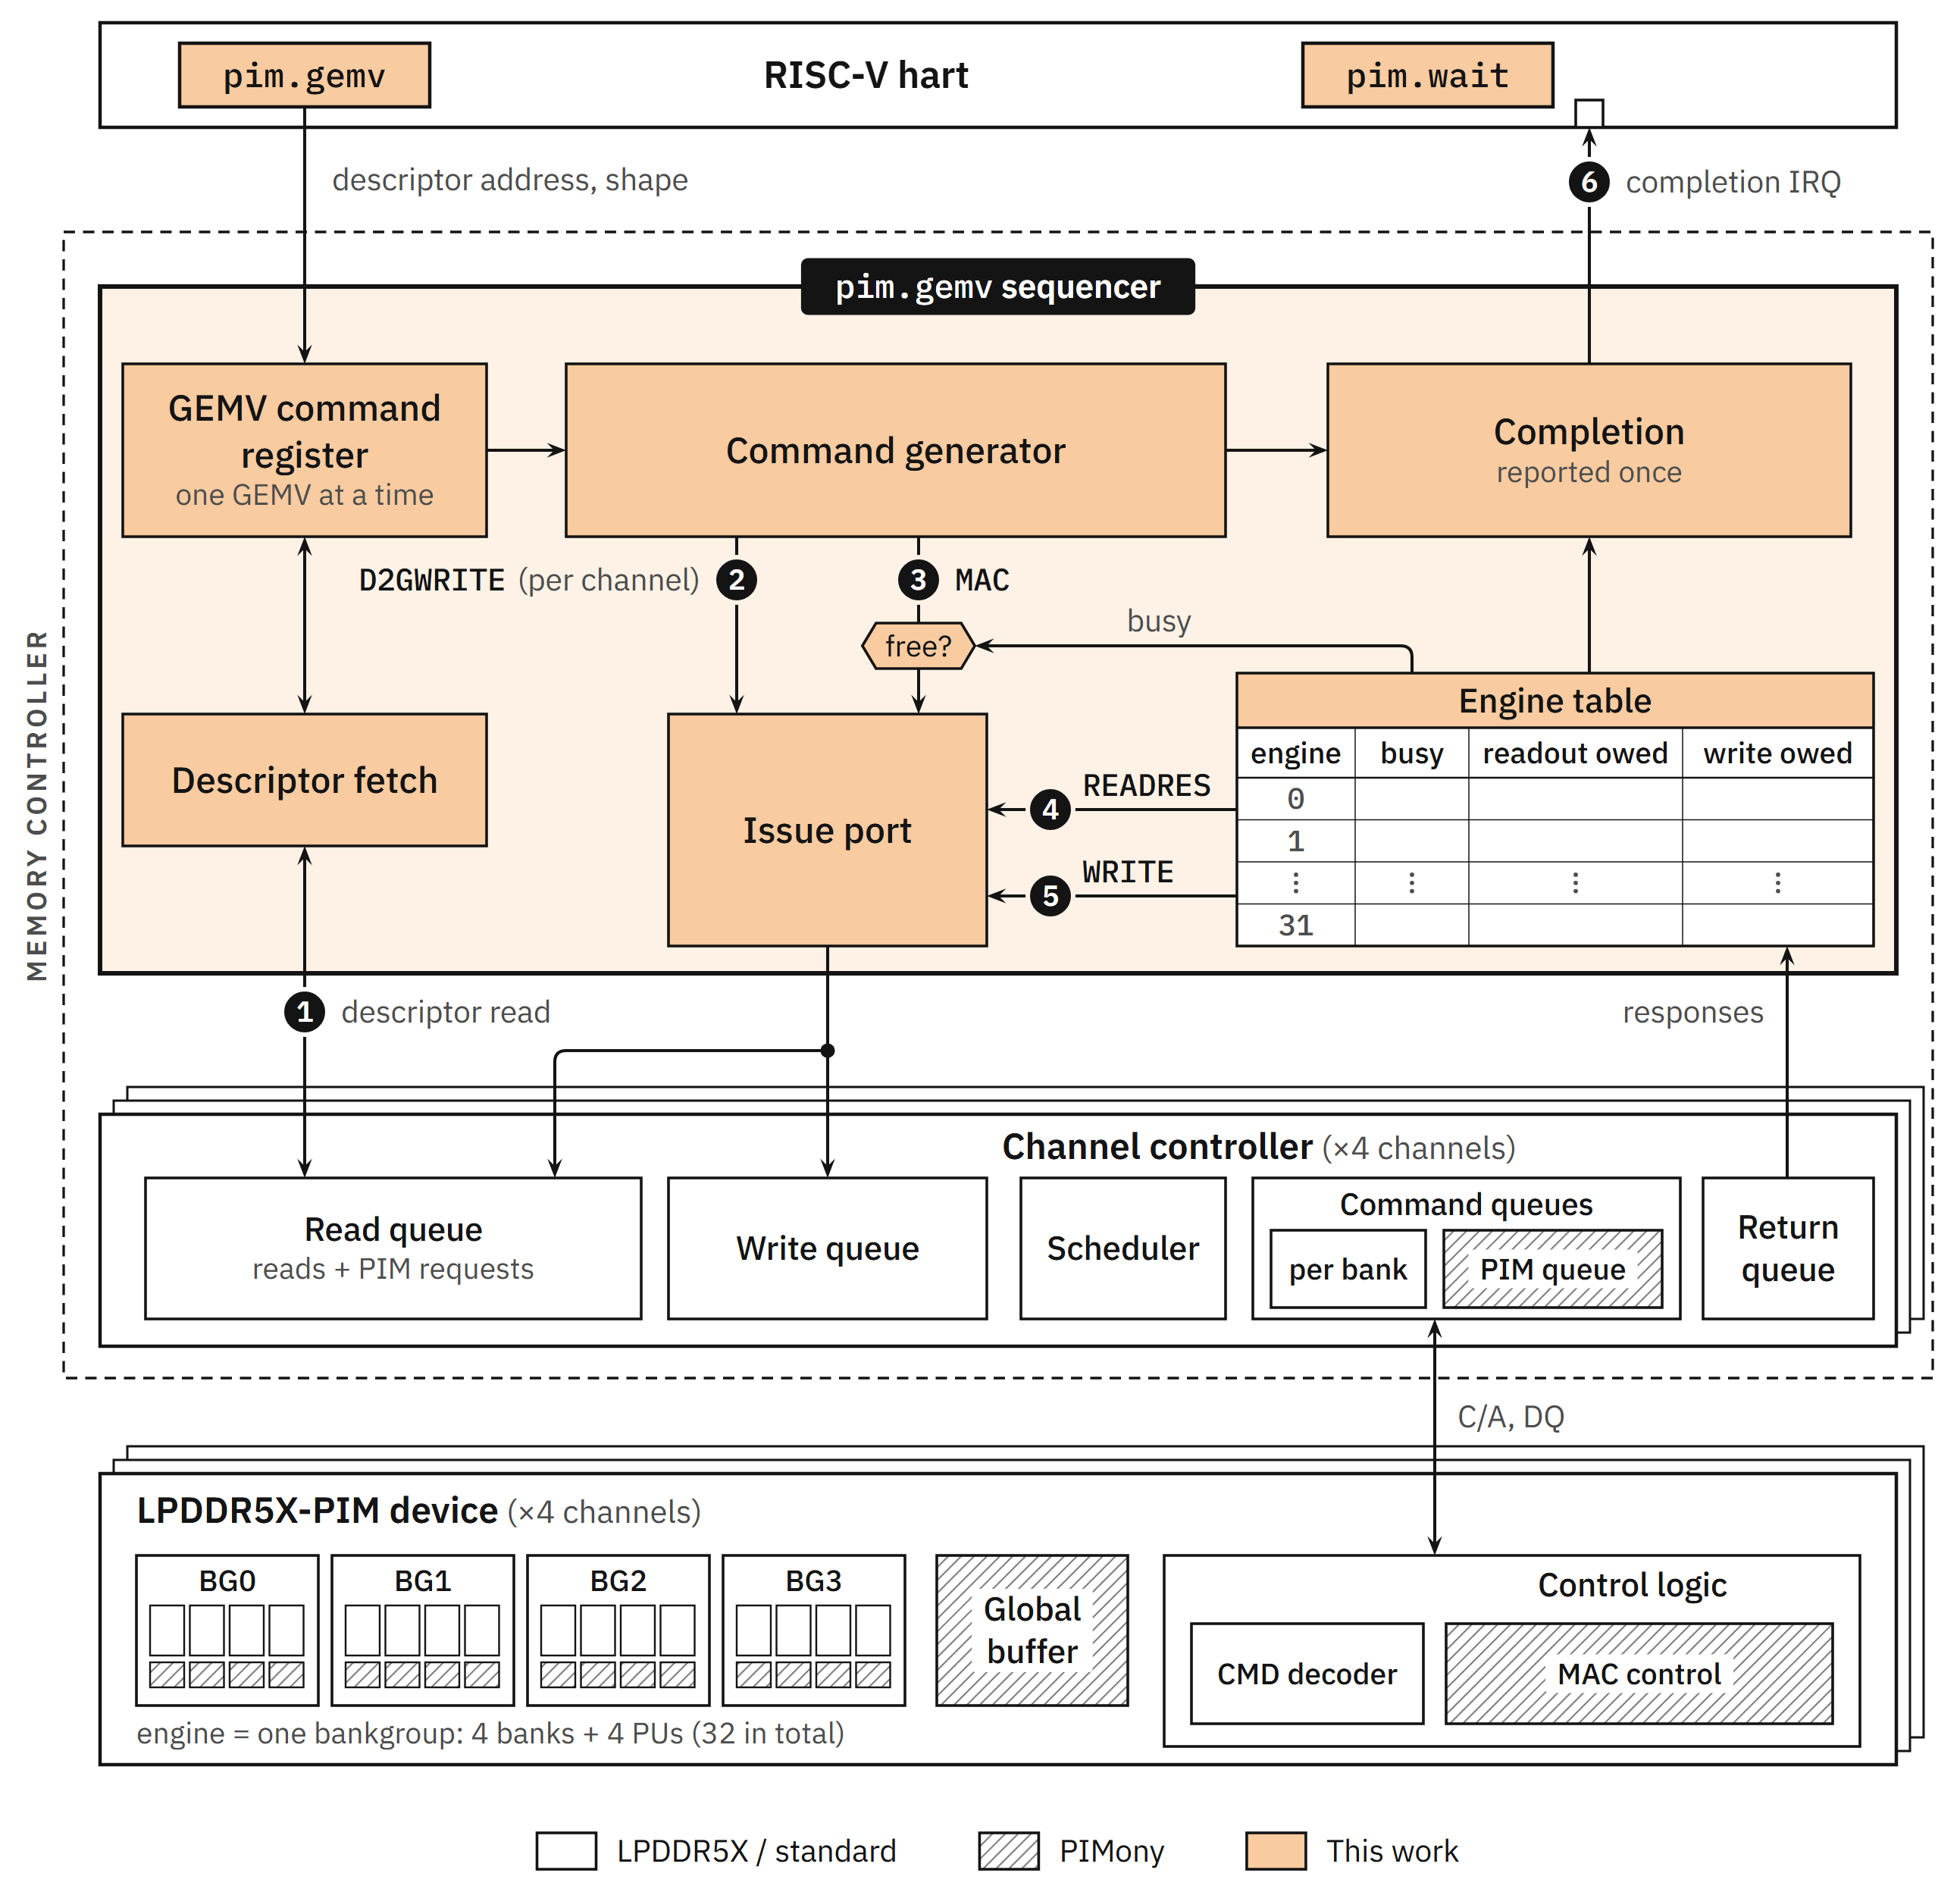 pim.gemv
RISC-V hart
pim.wait
descriptor address, shape
6 completion IRQ
MEMORY CONTROLLER
pim.gemv sequencer
GEMV command
register
one GEMV at a time
Command generator
Completion
reported once
D2GWRITE (per channel) 2
3 MAC
free?
busy
Descriptor fetch
Issue port
4 READRES
5 WRITE
Engine table
engine busy readout owed write owed
0
1
⋮ ⋮ ⋮ ⋮
31
1 descriptor read
responses
Channel controller (×4 channels)
Read queue
reads + PIM requests
Write queue
Scheduler
Command queues
per bank
PIM queue
Return
queue
C/A, DQ
LPDDR5X-PIM device (×4 channels)
BG0
BG1
BG2
BG3
Global
buffer
Control logic
CMD decoder
MAC control
engine = one bankgroup: 4 banks + 4 PUs (32 in total)
LPDDR5X / standard
PIMony
This work